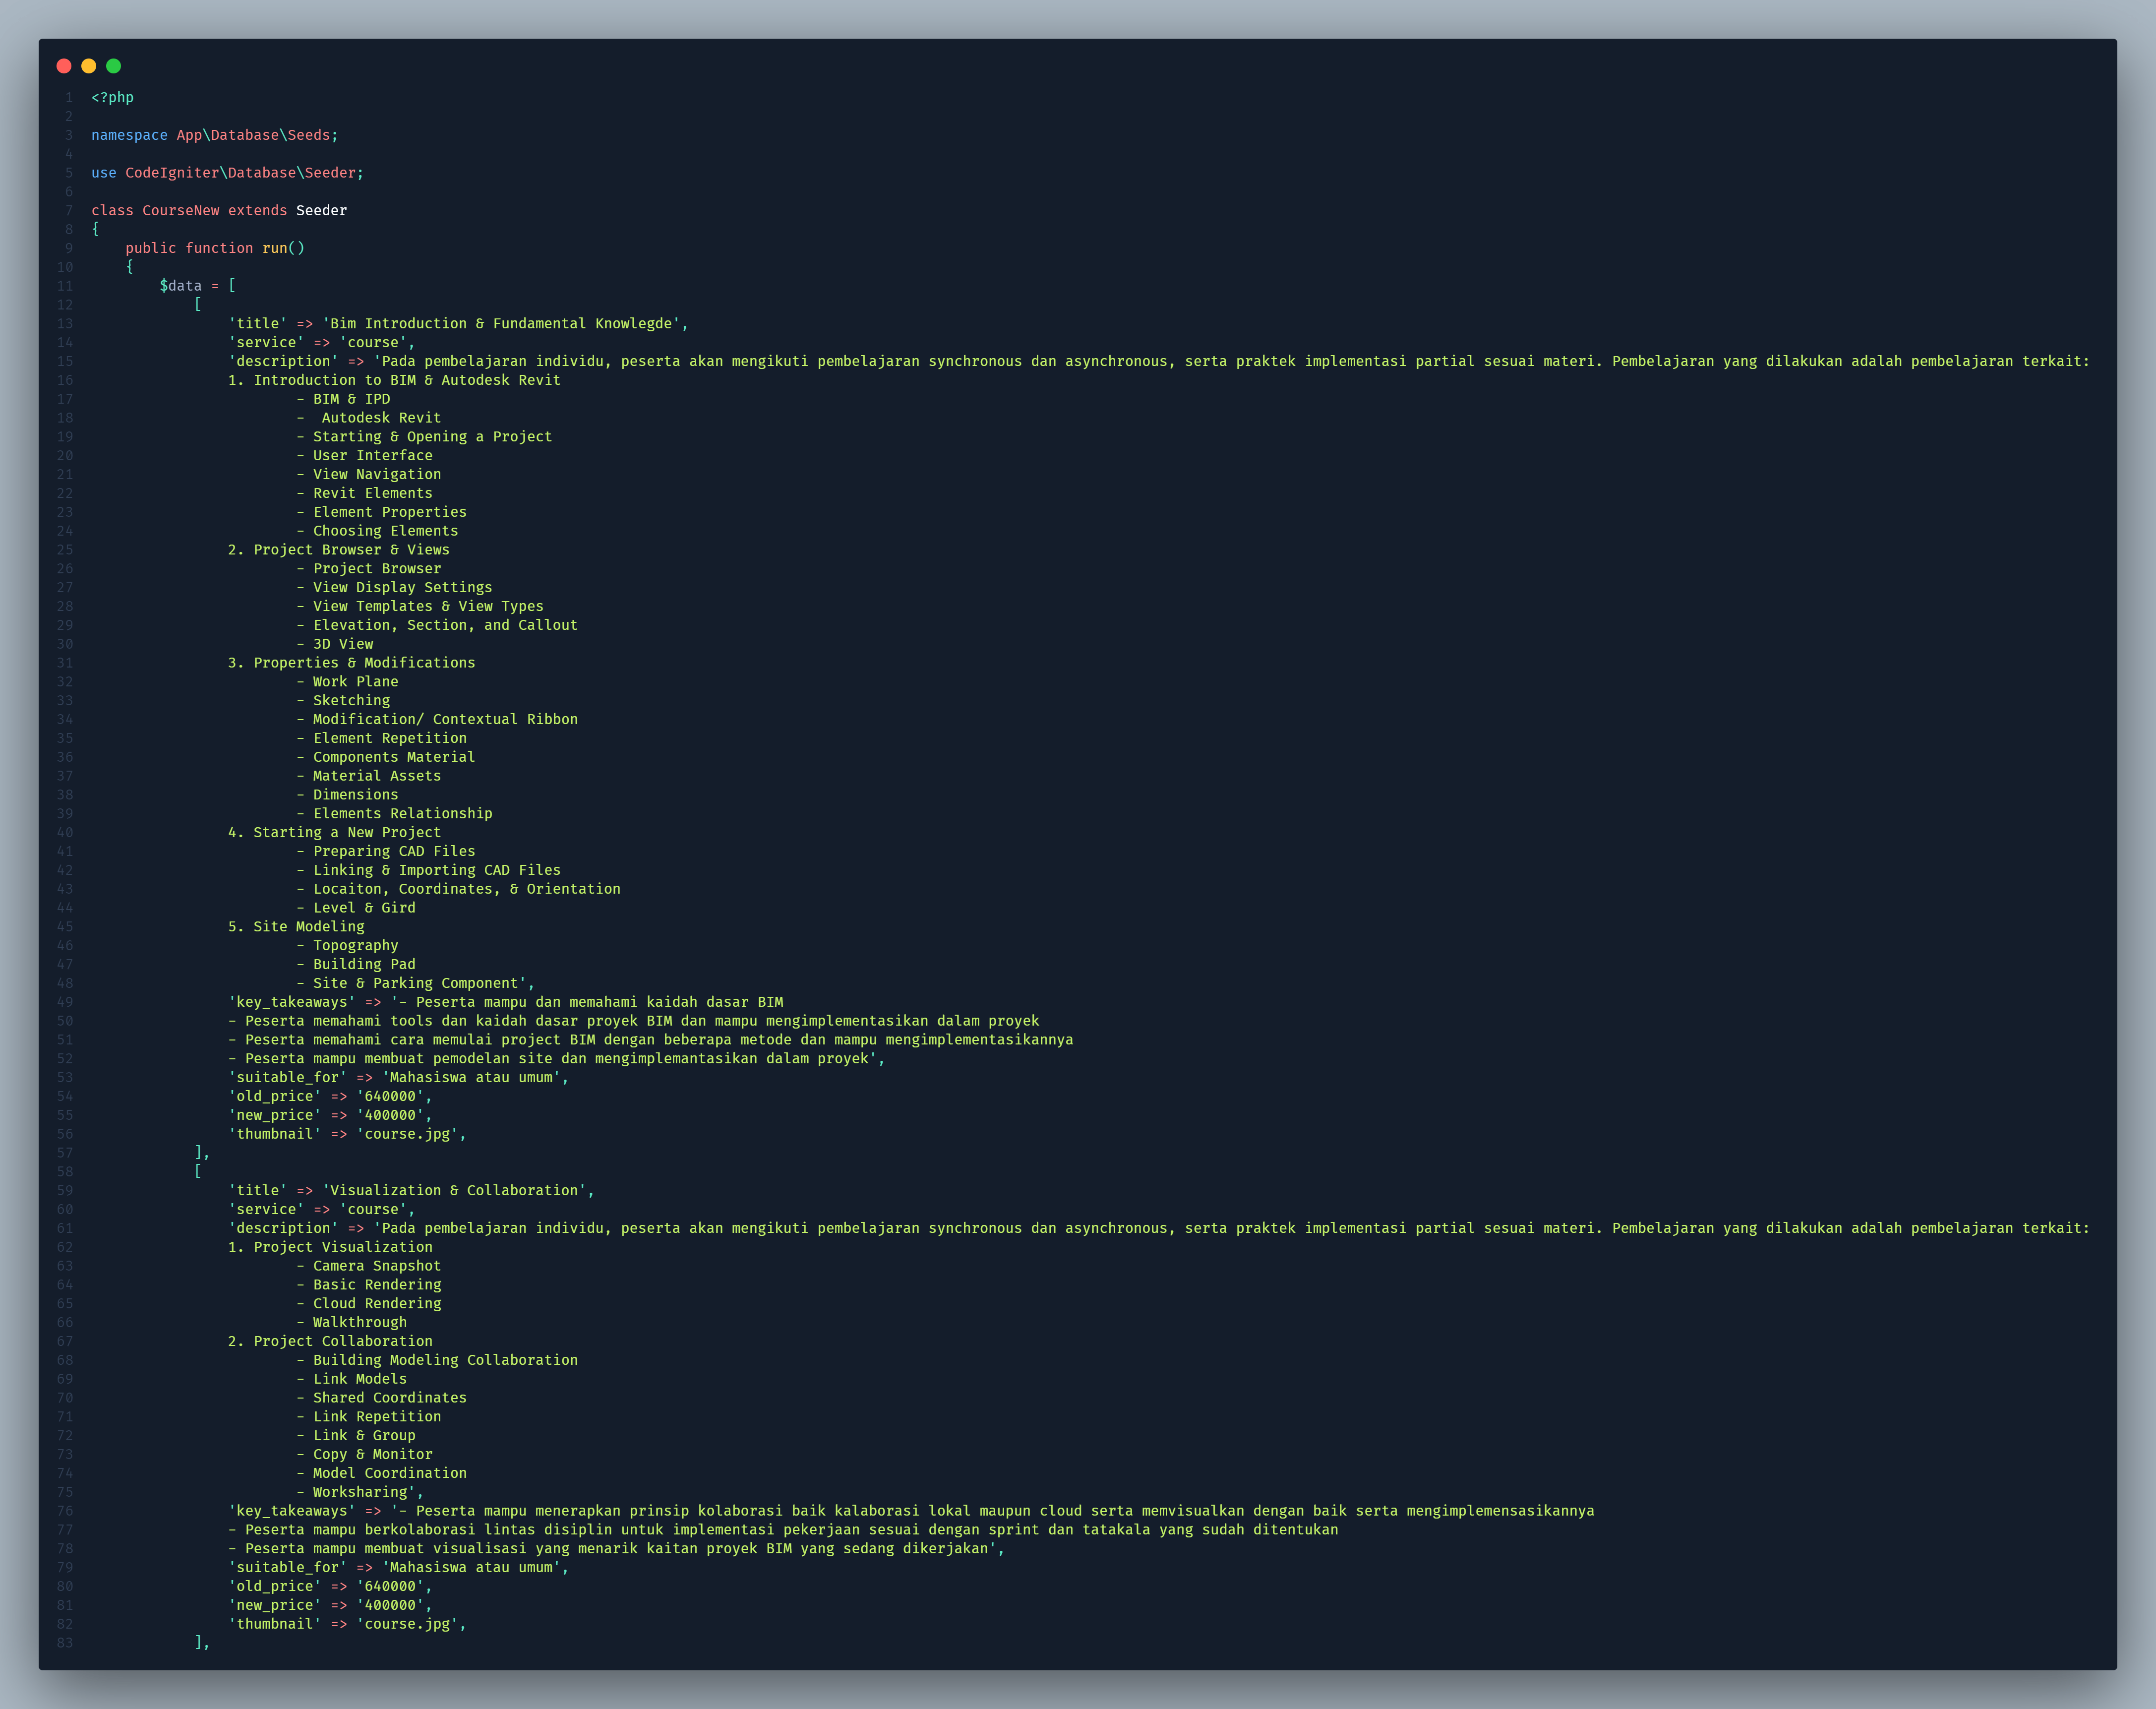 1 <?php
2
3 namespace App\Database\Seeds;
4
5 use CodeIgniter\Database\Seeder;
6
7 class CourseNew extends Seeder
8 {
9     public function run()
10     {
11         $data = [
12             [
13                 'title' => 'Bim Introduction & Fundamental Knowlegde',
14                 'service' => 'course',
15                 'description' => 'Pada pembelajaran individu, peserta akan mengikuti pembelajaran synchronous dan asynchronous, serta praktek implementasi partial sesuai materi. Pembelajaran yang dilakukan adalah pembelajaran terkait:
16                 1. Introduction to BIM & Autodesk Revit
17                         - BIM & IPD
18                         -  Autodesk Revit
19                         - Starting & Opening a Project
20                         - User Interface
21                         - View Navigation
22                         - Revit Elements
23                         - Element Properties
24                         - Choosing Elements
25                 2. Project Browser & Views
26                         - Project Browser
27                         - View Display Settings
28                         - View Templates & View Types
29                         - Elevation, Section, and Callout
30                         - 3D View
31                 3. Properties & Modifications
32                         - Work Plane
33                         - Sketching
34                         - Modification/ Contextual Ribbon
35                         - Element Repetition
36                         - Components Material
37                         - Material Assets
38                         - Dimensions
39                         - Elements Relationship
40                 4. Starting a New Project
41                         - Preparing CAD Files
42                         - Linking & Importing CAD Files
43                         - Locaiton, Coordinates, & Orientation
44                         - Level & Gird
45                 5. Site Modeling
46                         - Topography
47                         - Building Pad
48                         - Site & Parking Component',
49                 'key_takeaways' => '- Peserta mampu dan memahami kaidah dasar BIM
50                 - Peserta memahami tools dan kaidah dasar proyek BIM dan mampu mengimplementasikan dalam proyek
51                 - Peserta memahami cara memulai project BIM dengan beberapa metode dan mampu mengimplementasikannya
52                 - Peserta mampu membuat pemodelan site dan mengimplemantasikan dalam proyek',
53                 'suitable_for' => 'Mahasiswa atau umum',
54                 'old_price' => '640000',
55                 'new_price' => '400000',
56                 'thumbnail' => 'course.jpg',
57             ],
58             [
59                 'title' => 'Visualization & Collaboration',
60                 'service' => 'course',
61                 'description' => 'Pada pembelajaran individu, peserta akan mengikuti pembelajaran synchronous dan asynchronous, serta praktek implementasi partial sesuai materi. Pembelajaran yang dilakukan adalah pembelajaran terkait:
62                 1. Project Visualization
63                         - Camera Snapshot
64                         - Basic Rendering
65                         - Cloud Rendering
66                         - Walkthrough
67                 2. Project Collaboration
68                         - Building Modeling Collaboration
69                         - Link Models
70                         - Shared Coordinates
71                         - Link Repetition
72                         - Link & Group
73                         - Copy & Monitor
74                         - Model Coordination
75                         - Worksharing',
76                 'key_takeaways' => '- Peserta mampu menerapkan prinsip kolaborasi baik kalaborasi lokal maupun cloud serta memvisualkan dengan baik serta mengimplemensasikannya
77                 - Peserta mampu berkolaborasi lintas disiplin untuk implementasi pekerjaan sesuai dengan sprint dan tatakala yang sudah ditentukan
78                 - Peserta mampu membuat visualisasi yang menarik kaitan proyek BIM yang sedang dikerjakan',
79                 'suitable_for' => 'Mahasiswa atau umum',
80                 'old_price' => '640000',
81                 'new_price' => '400000',
82                 'thumbnail' => 'course.jpg',
83             ],